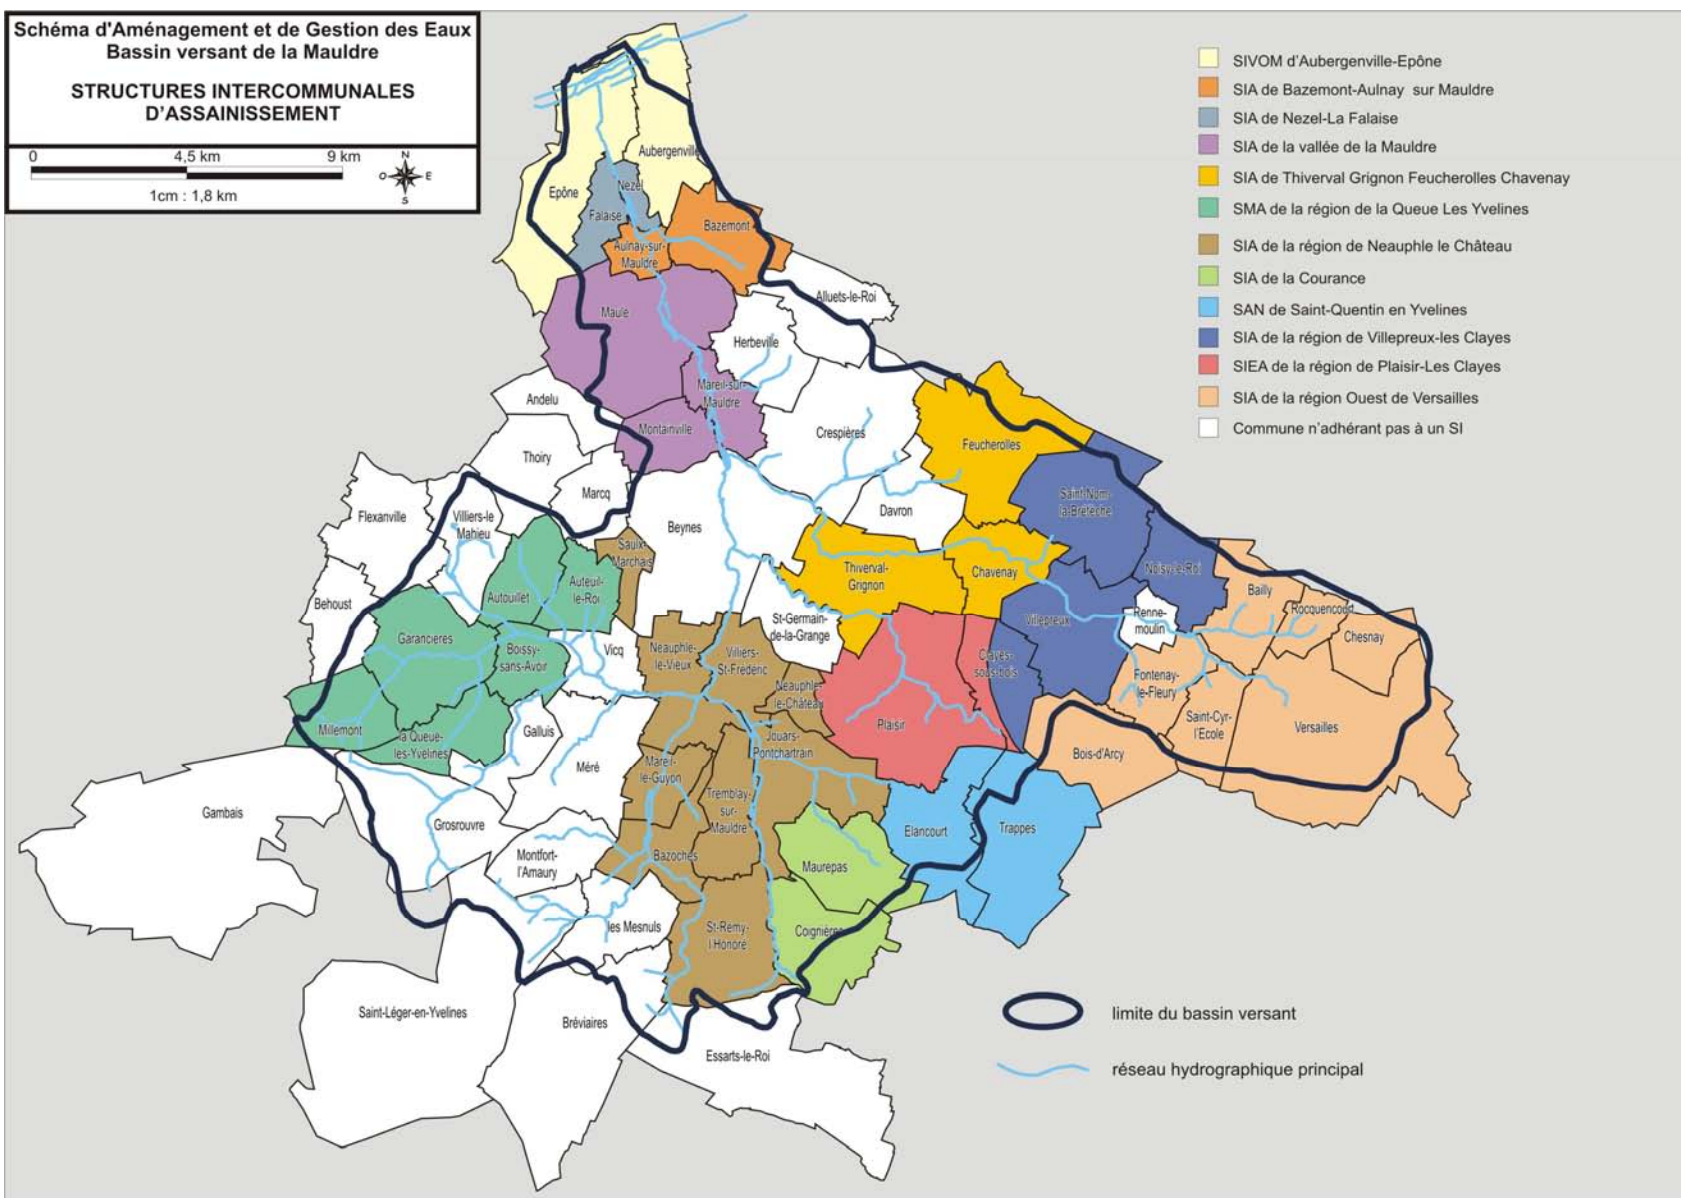 Schéma d'Aménagement et de Gestion des Eaux
Bassin versant de la Mauldre
STRUCTURES INTERCOMMUNALES
D'ASSAINISSEMENT
0 4,5 km 9 km
1cm : 1,8 km
N
O E
S
SIVOM d'Aubergenville-Epône
SIA de Bazemont-Aulnay sur Mauldre
SIA de Nezel-La Falaise
SIA de la vallée de la Mauldre
SIA de Thiverval Grignon Feucherolles Chavenay
SMA de la région de la Queue Les Yvelines
SIA de la région de Neauphle le Château
SIA de la Courance
SAN de Saint-Quentin en Yvelines
SIA de la région de Villepreux-les Clayes
SIEA de la région de Plaisir-Les Clayes
SIA de la région Ouest de Versailles
Commune n'adhérant pas à un SI
Aubergenville
Epône
Nezel
Falaise
Bazemont
Aulnay-sur-
Mauldre
Alluets-le-Roi
Maule
Herbeville
Mareil-sur-
Mauldre
Andelu
Montainville
Crespières
Feucherolles
Thoiry
Marcq
Flexanville
Villiers-le
Mahieu
Beynes
Davron
Saint-Nom-
la-Bretèche
Saulx-
Marchais
Thiverval-
Grignon
Chavenay
Noisy-le-Roi
Bailly
Behoust
Autouillet
Auteuil-
le-Roi
Rocquencourt
Chesnay
Garancieres
Boissy-
sans-Avoir
Vicq
Neauphle-
le-Vieux
Villiers-
St-Frédéric
St-Germain-
de-la-Grange
Villepreux
Renne-
moulin
Clayes-
sous-bois
Fontenay-
le-Fleury
Neauphle-
le-Château
Millemont
la Queue-
les-Yvelines
Galluis
Plaisir
Saint-Cyr-
l'Ecole
Versailles
Jouars-
Pontchartrain
Bois-d'Arcy
Méré
Mareil-
le-Guyon
Tremblay-
sur-
Mauldre
Gambais
Grosrouvre
Elancourt
Trappes
Montfort-
l'Amaury
Bazoches
Maurepas
les Mesnuls
St-Rémy-
l'Honoré
Coignières
Saint-Léger-en-Yvelines
Bréviaires
Essarts-le-Roi
limite du bassin versant
réseau hydrographique principal